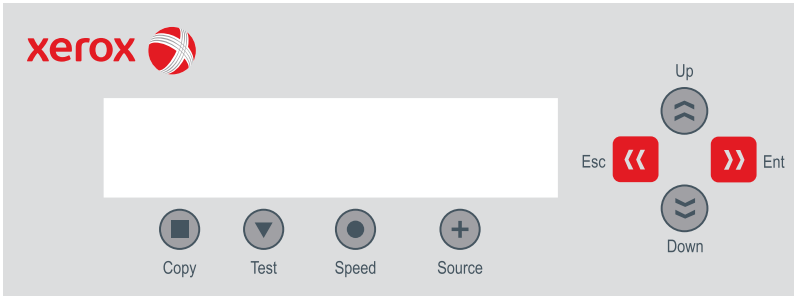 xerox
Up
Esc
Ent
Down
Copy
Test
Speed
Source